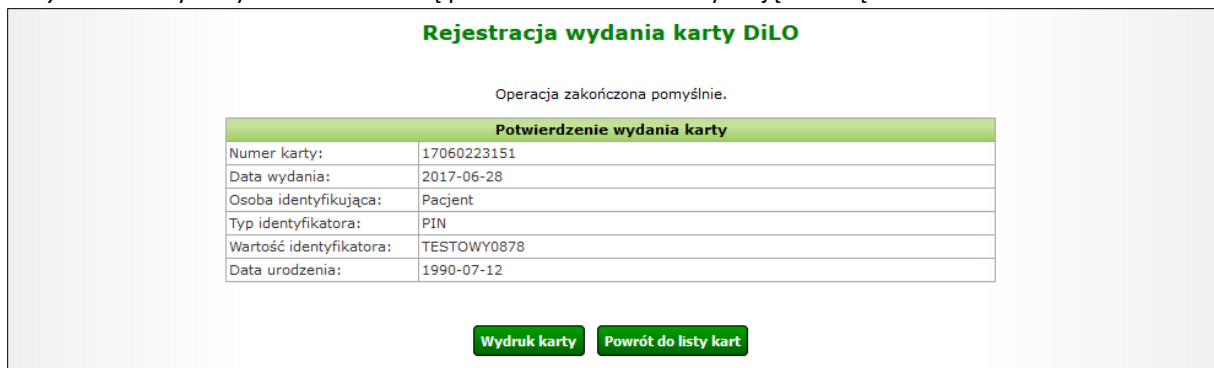 Rejestracja wydania karty DiLO
Operacja zakończona pomyślnie.
Potwierdzenie wydania karty
Numer karty: 17060223151
Data wydania: 2017-06-28
Osoba identyfikująca: Pacjent
Typ identyfikatora: PIN
Wartość identyfikatora: TESTOWY0878
Data urodzenia: 1990-07-12
Wydruk karty Powrót do listy kart